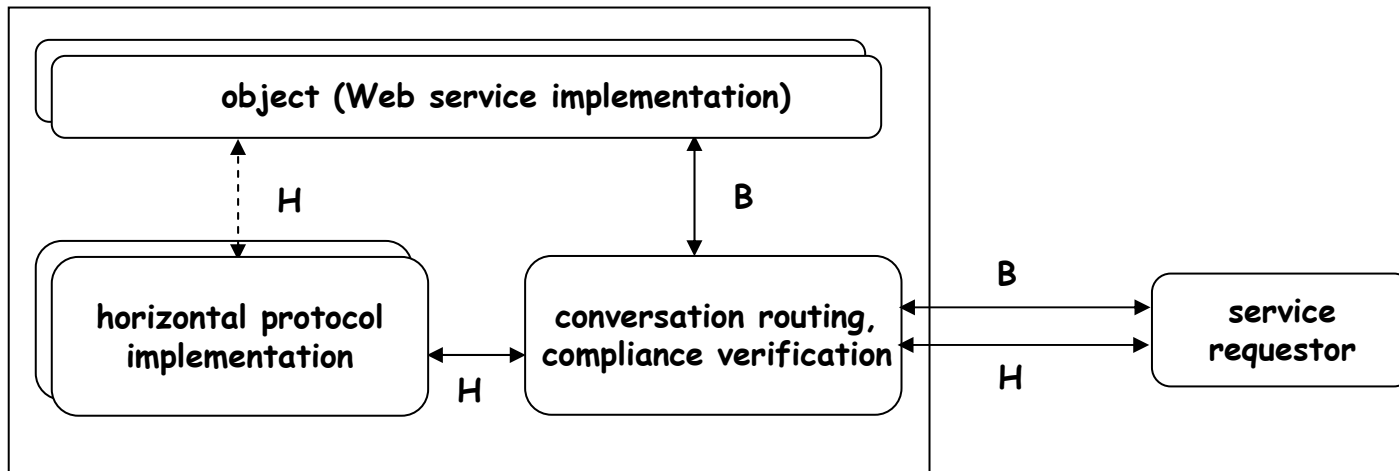 object (Web service implementation)
H
B
horizontal protocol
implementation
H
conversation routing,
compliance verification
B
H
service
requestor